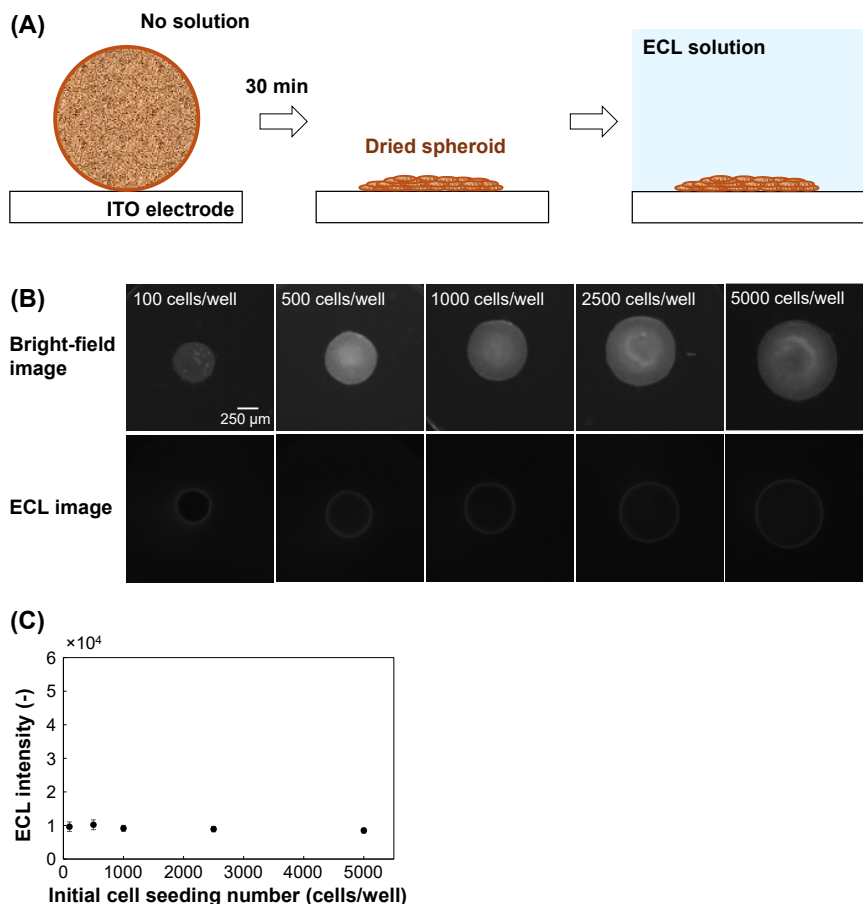 (A)
No solution
30 min
ECL solution
Dried spheroid
ITO electrode
(B)
100 cells/well
500 cells/well
1000 cells/well
2500 cells/well
5000 cells/well
Bright-field
image
250 µm
ECL image
(C)
×10⁴
6
5
4
3
2
1
0
ECL intensity (-)
0 1000 2000 3000 4000 5000
Initial cell seeding number (cells/well)